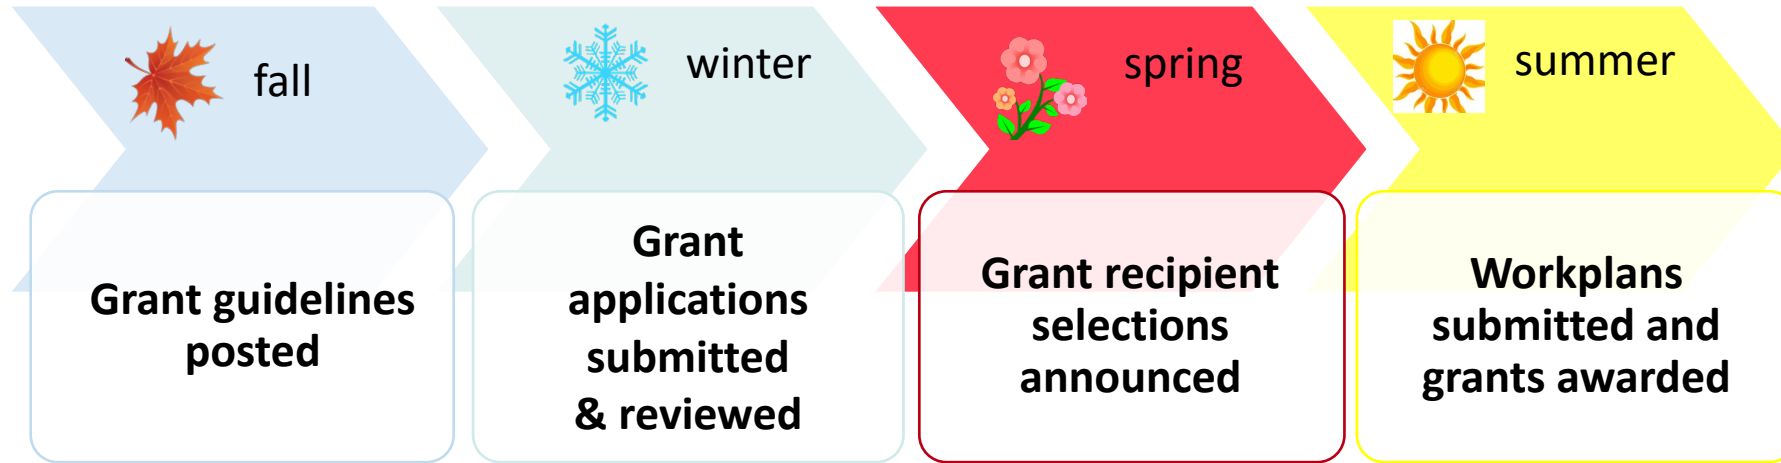 fall
Grant guidelines
posted
winter
Grant
applications
submitted
& reviewed
spring
Grant recipient
selections
announced
summer
Workplans
submitted and
grants awarded